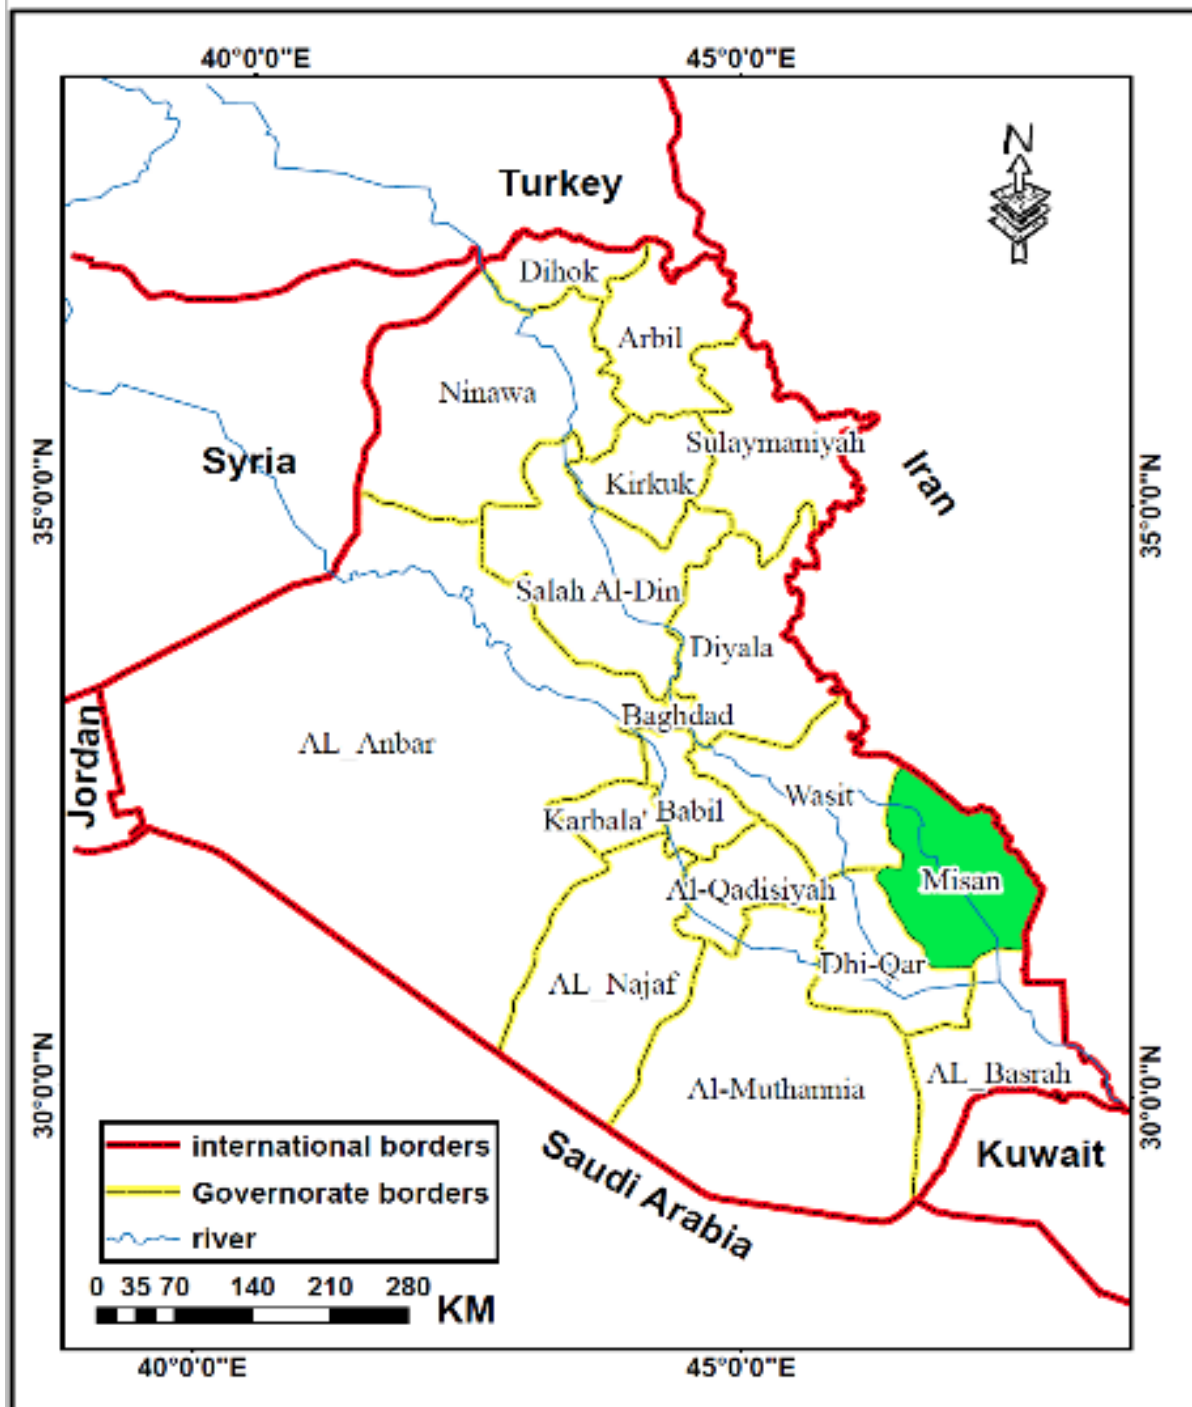 40°0'0"E 45°0'0"E
N
Turkey
Dihok
Arbil
Ninawa
Sulaymaniyah
Syria
Iran
Kirkuk
35°0'0"N 35°0'0"N
Salah Al-Din
Diyala
Baghdad
AL_Anbar
Jordan
Wasit
Karbala' Babil
Misan
Al-Qadisiyah
Dhi-Qar
AL_Najaf
AL_Basrah
Al-Muthannia
30°0'0"N 30°0'0"N
Kuwait
Saudi Arabia
international borders
Governorate borders
river
0 35 70 140 210 280
KM
40°0'0"E 45°0'0"E